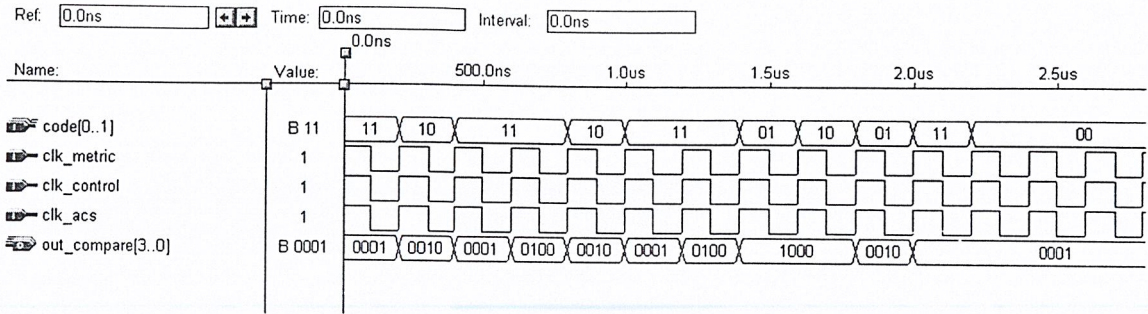 Ref: 0.0ns Time: 0.0ns Interval: 0.0ns
0.0ns
Name: Value: 500.0ns 1.0us 1.5us 2.0us 2.5us
code[0..1] B 11 11 10 11 10 11 01 10 01 11 00
clk_metric 1
clk_control 1
clk_acs 1
out_compare[3..0] B 0001 0001 0010 0001 0100 0010 0001 0100 1000 0010 0001